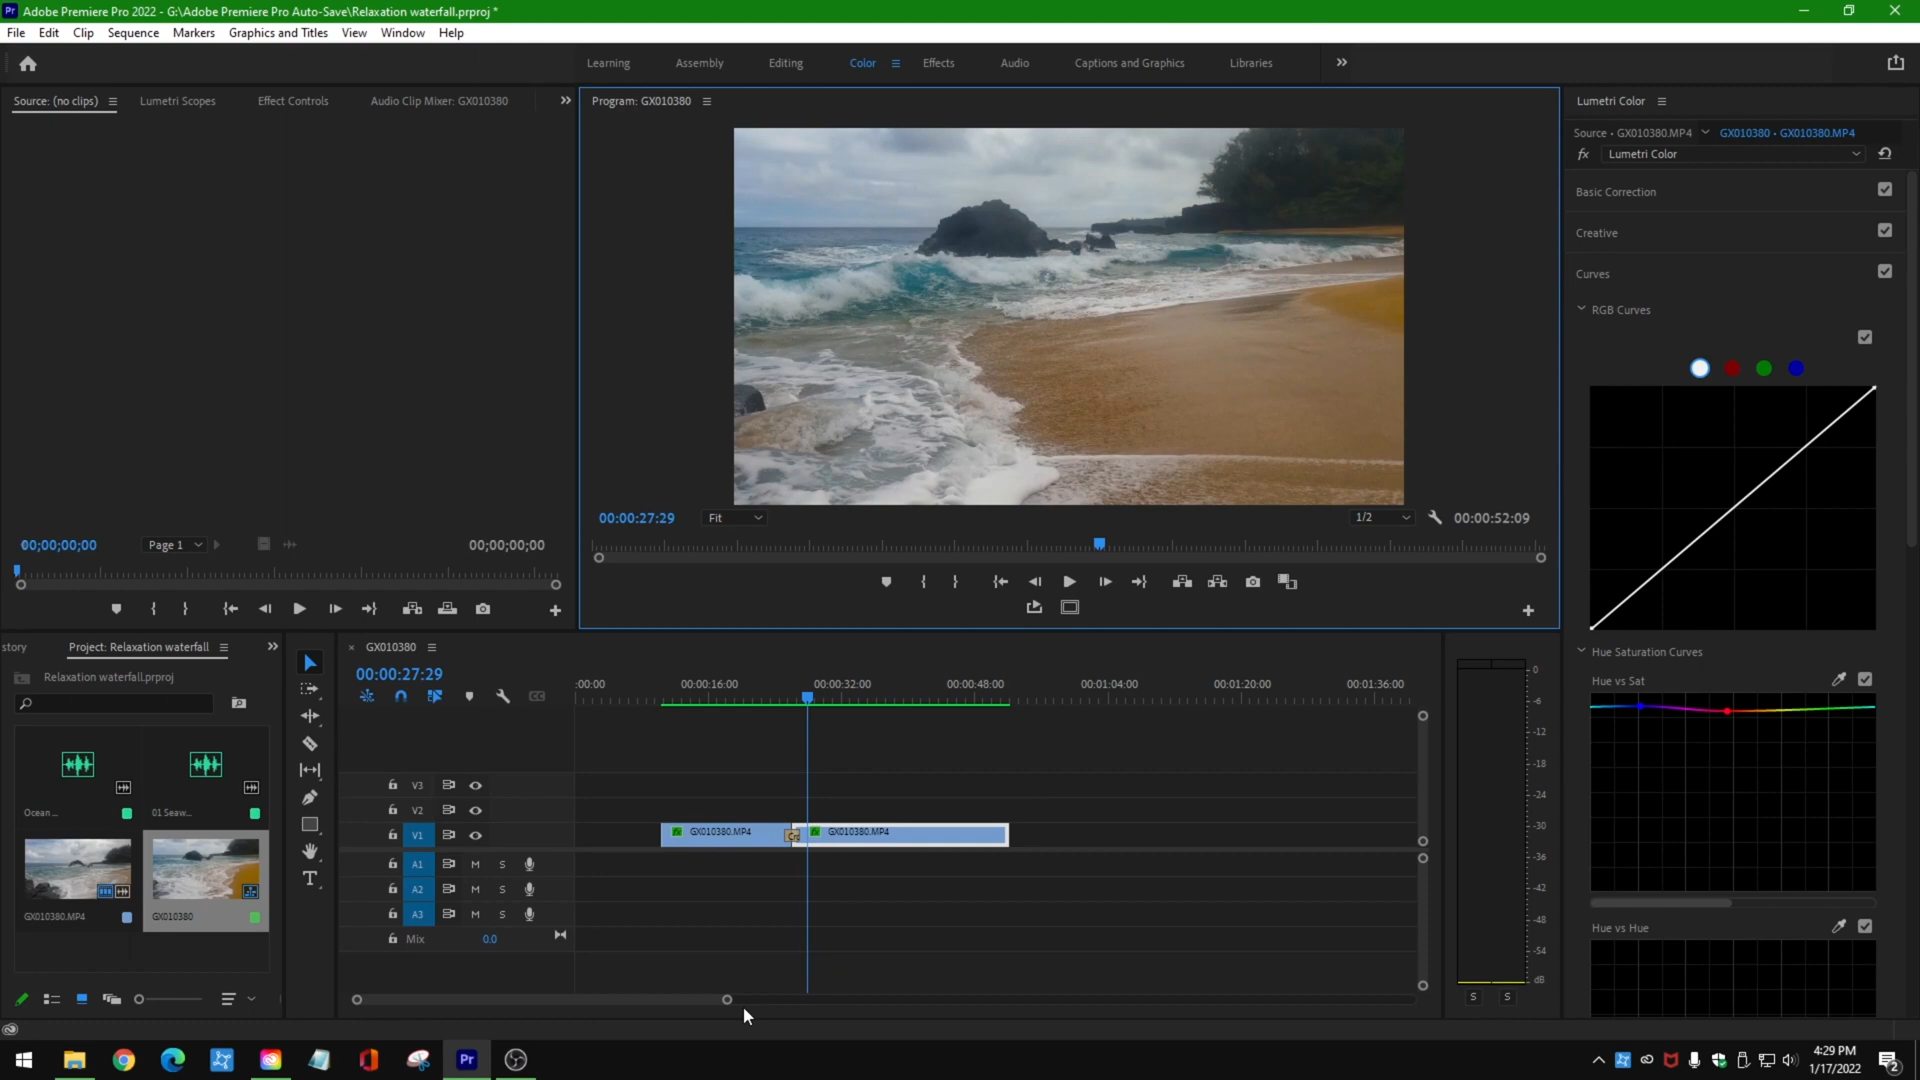 Pr Adobe Premiere Pro 2022 - G:\Adobe Premiere Pro Auto-Save\Relaxation waterfall.prproj *
File Edit Clip Sequence Markers Graphics and Titles View Window Help
Learning Assembly Editing Color Effects Audio Captions and Graphics Libraries
Source: (no clips) Lumetri Scopes Effect Controls Audio Clip Mixer: GX010380
Program: GX010380
Lumetri Color
Source • GX010380.MP4 GX010380 • GX010380.MP4
fx Lumetri Color
Basic Correction
Creative
Curves
RGB Curves
00:00:27:29 Fit 1/2 00:00:52:09
00;00;00;00 Page 1 00;00;00;00
Hue Saturation Curves
Hue vs Sat
Hue vs Hue
story Project: Relaxation waterfall
Relaxation waterfall.prproj
Ocean ... 01 Seaw...
GX010380.MP4 GX010380
T
× GX010380
00:00:27:29
:00:00 00:00:16:00 00:00:32:00 00:00:48:00 00:01:04:00 00:01:20:00 00:01:36:00
V3
V2
V1 fx GX010380.MP4 Cro fx GX010380.MP4
A1 M S
A2 M S
A3 M S
Mix 0.0
0
-6
-12
-18
-24
-30
-36
-42
-48
-54
dB
S S
Pr
4:29 PM
1/17/2022
2